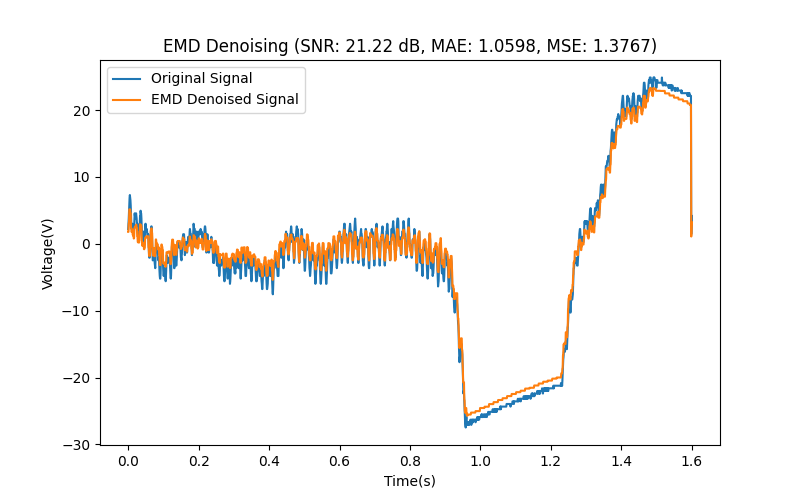 EMD Denoising (SNR: 21.22 dB, MAE: 1.0598, MSE: 1.3767)
Original Signal
EMD Denoised Signal
Voltage(V)
20
10
0
−10
−20
−30
0.0 0.2 0.4 0.6 0.8 1.0 1.2 1.4 1.6
Time(s)